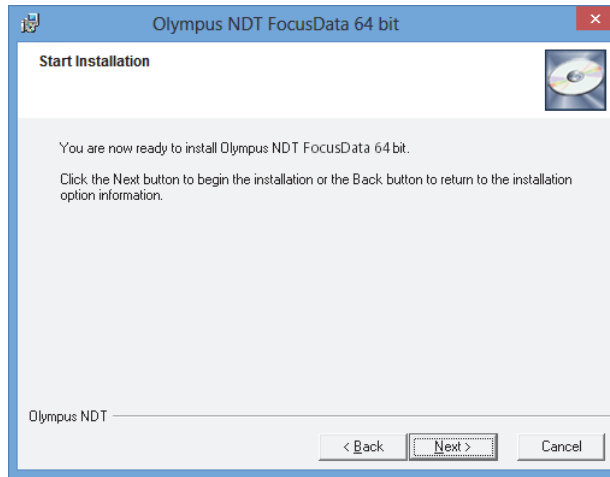 Olympus NDT FocusData 64 bit
Start Installation
You are now ready to install Olympus NDT FocusData 64 bit.
Click the Next button to begin the installation or the Back button to return to the installation
option information.
Olympus NDT
< Back
Next >
Cancel